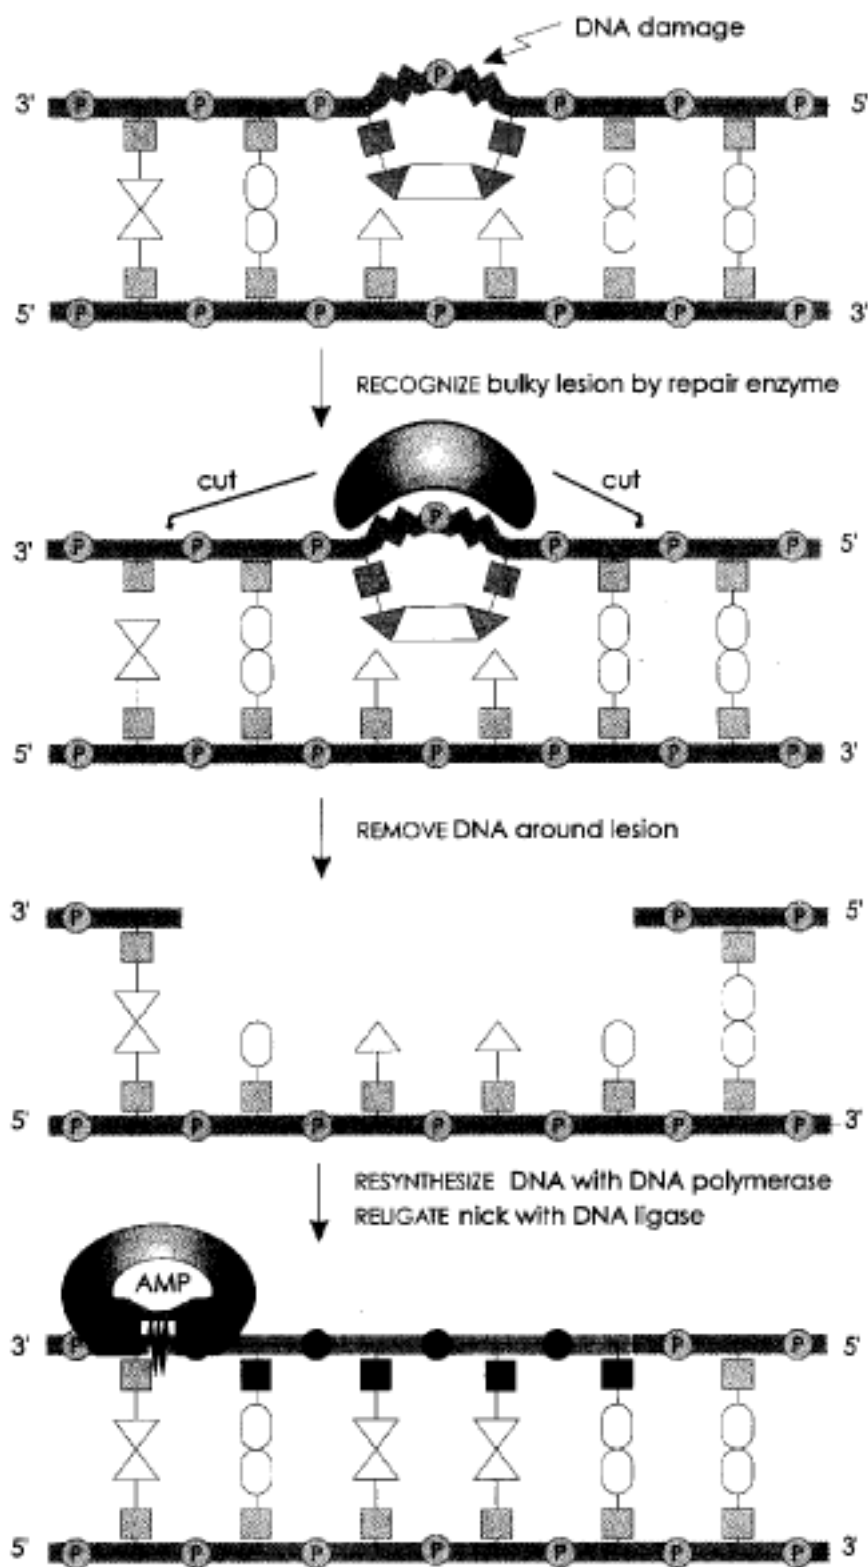 DNA damage
P
3' P P P P P 5'
5' P P P P P P P 3'
RECOGNIZE bulky lesion by repair enzyme
cut cut
P
3' P P P P P P 5'
5' P P P P P P P 3'
REMOVE DNA around lesion
3' P P P 5'
5' P P P P P P P 3'
RESYNTHESIZE DNA with DNA polymerase
RELIGATE nick with DNA ligase
AMP
3' P P P 5'
5' P P P P P P P 3'